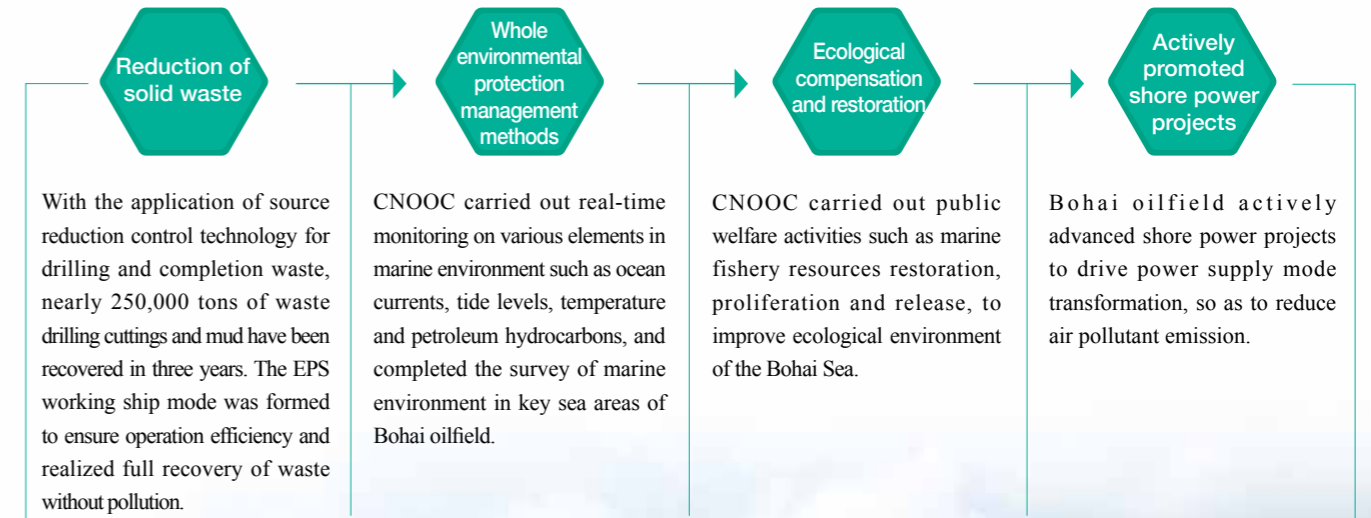 Reduction of
solid waste
With the application of source
reduction control technology for
drilling and completion waste,
nearly 250,000 tons of waste
drilling cuttings and mud have been
recovered in three years. The EPS
working ship mode was formed
to ensure operation efficiency and
realized full recovery of waste
without pollution.
Whole
environmental
protection
management
methods
CNOOC carried out real-time
monitoring on various elements in
marine environment such as ocean
currents, tide levels, temperature
and petroleum hydrocarbons, and
completed the survey of marine
environment in key sea areas of
Bohai oilfield.
Ecological
compensation
and restoration
CNOOC carried out public
welfare activities such as marine
fishery resources restoration,
proliferation and release, to
improve ecological environment
of the Bohai Sea.
Actively
promoted
shore power
projects
Bohai oilfield actively
advanced shore power projects
to drive power supply mode
transformation, so as to reduce
air pollutant emission.